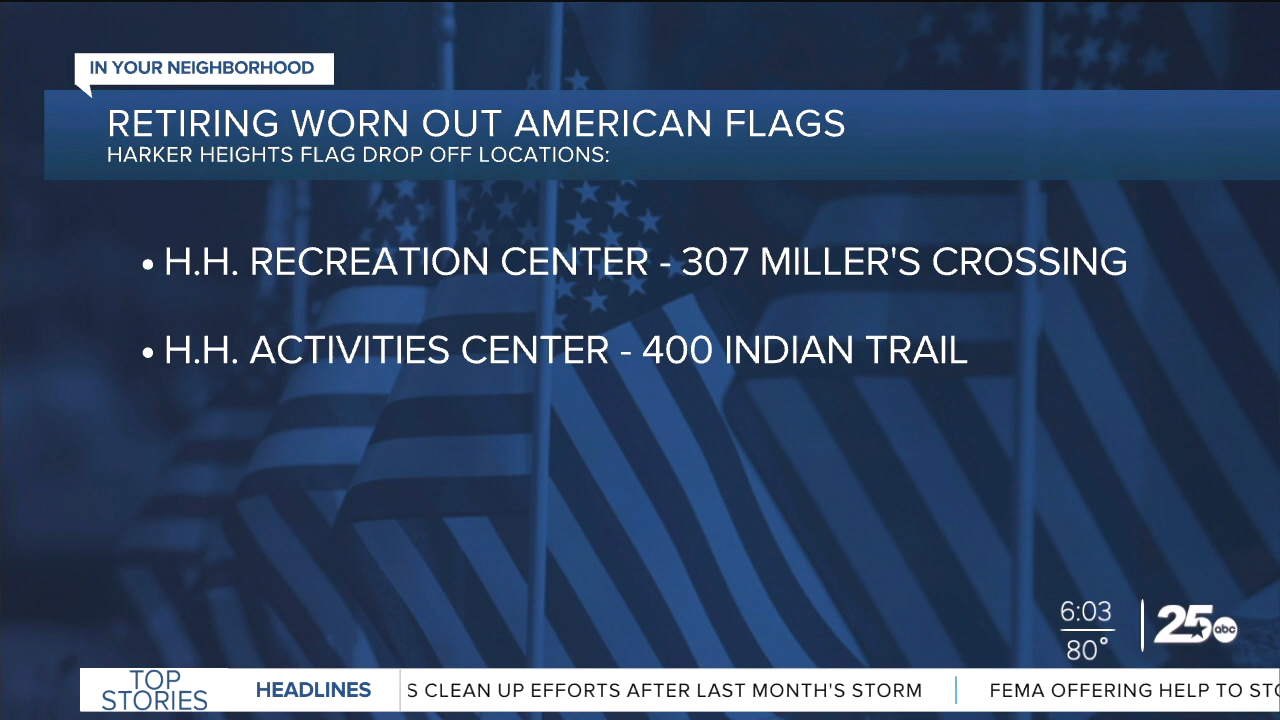 IN YOUR NEIGHBORHOOD
RETIRING WORN OUT AMERICAN FLAGS
HARKER HEIGHTS FLAG DROP OFF LOCATIONS:
• H.H. RECREATION CENTER - 307 MILLER'S CROSSING
• H.H. ACTIVITIES CENTER - 400 INDIAN TRAIL
6:03
80°
25 abc
TOP
STORIES
HEADLINES
S CLEAN UP EFFORTS AFTER LAST MONTH'S STORM
FEMA OFFERING HELP TO